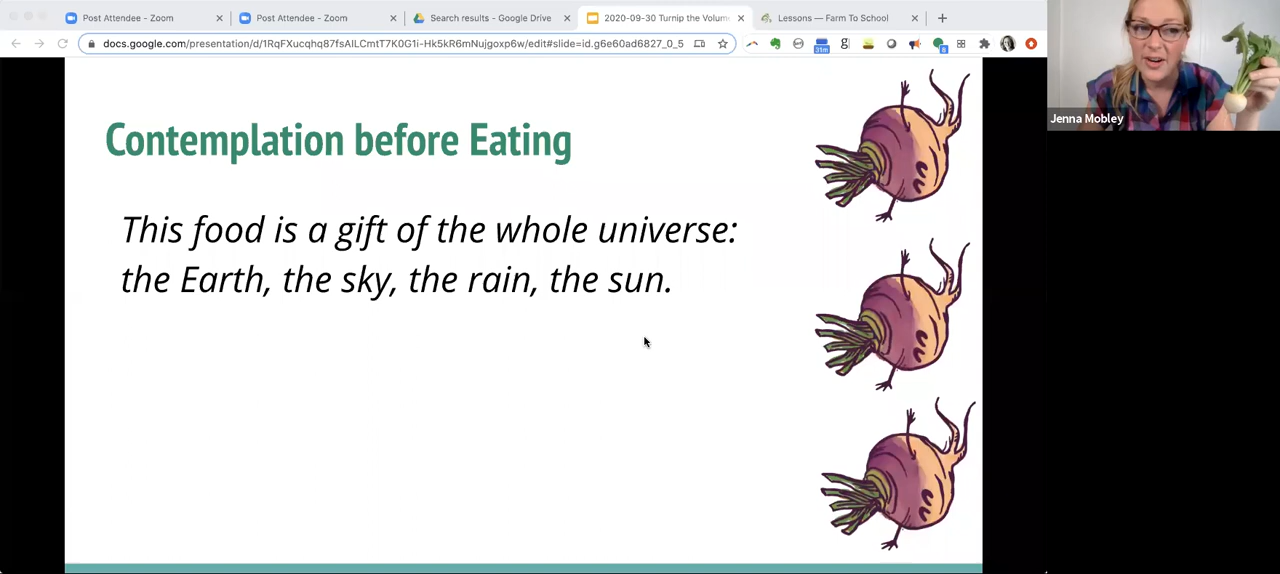 Post Attendee - Zoom
Post Attendee - Zoom
Search results - Google Drive
2020-09-30 Turnip the Volum
Lessons — Farm To School
docs.google.com/presentation/d/1RqFXucqhq87fsAILCmtT7K0G1i-Hk5kR6mNujgoxp6w/edit#slide=id.g6e60ad6827_0_5
31m
g
8
Jenna Mobley
Contemplation before Eating
This food is a gift of the whole universe:
the Earth, the sky, the rain, the sun.